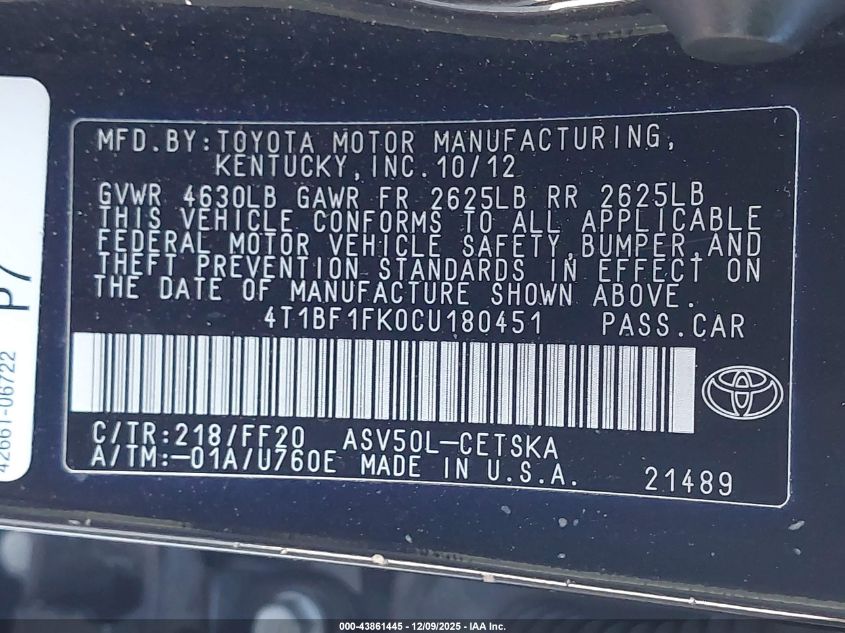 MFD.BY:TOYOTA MOTOR MANUFACTURING,
KENTUCKY,INC.10/12
GVWR 4630LB GAWR FR 2625LB RR 2625LB
THIS VEHICLE CONFORMS TO ALL APPLICABLE
FEDERAL MOTOR VEHICLE SAFETY,BUMPER,AND
THEFT PREVENTION STANDARDS IN EFFECT ON
THE DATE OF MANUFACTURE SHOWN ABOVE.
4T1BF1FK0CU180451 PASS.CAR
C/TR:218/FF20 ASV50L-CETSKA
A/TM:-01A/U760E MADE IN U.S.A.
21489
P7
42661-06722
000-43861445 - 12/09/2025 - IAA Inc.